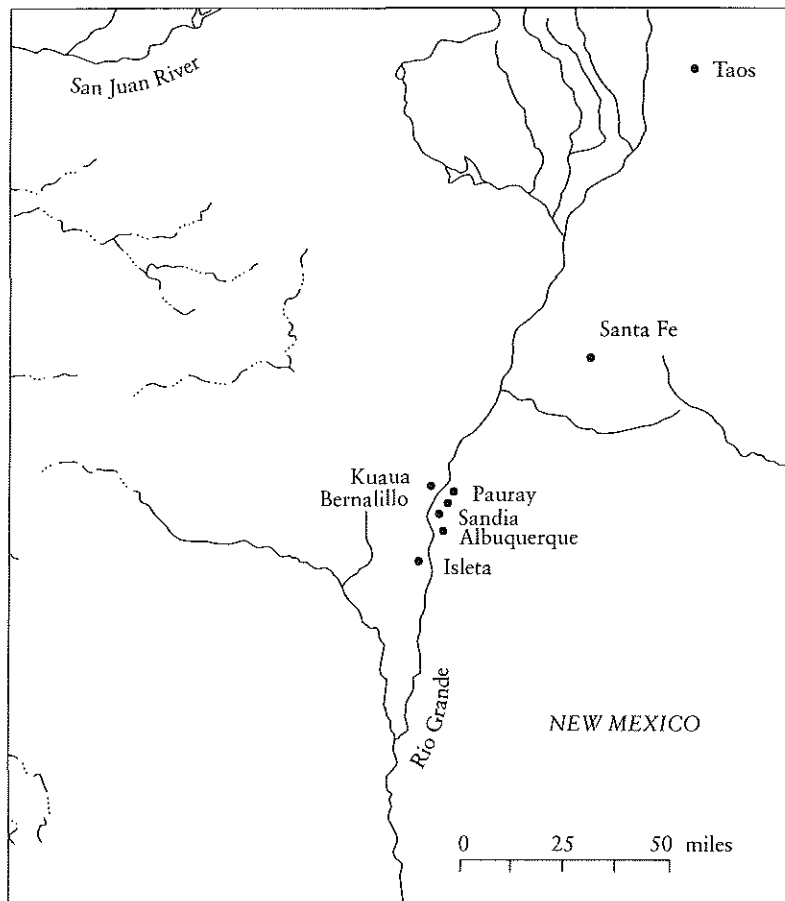 San Juan River
Taos
Santa Fe
Kuaua
Bernalillo
Pauray
Sandia
Albuquerque
Isleta
Rio Grande
NEW MEXICO
0 25 50 miles